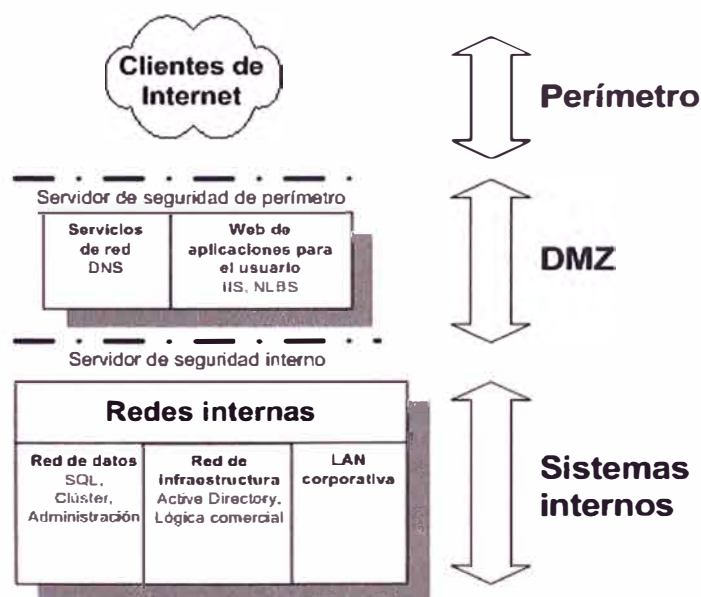 Clientes de
Internet
Perímetro
Servidor de seguridad de perímetro
Servicios
de red
DNS
Web de
aplicaciones para
el usuario
IIS, NLBS
DMZ
Servidor de seguridad interno
Redes internas
Red de datos
SQL,
Clúster,
Administración
Red de
infraestructura
Active Directory,
Lógica comercial
LAN
corporativa
Sistemas
internos